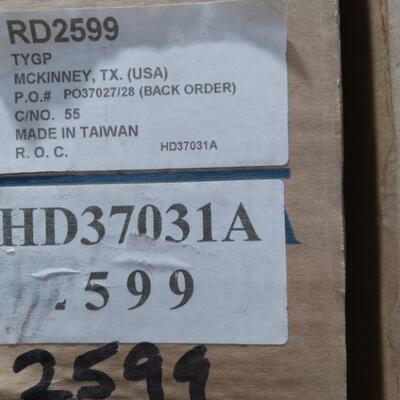 RD2599
TYGP
MCKINNEY, TX. (USA)
P.O.# PO37027/28 (BACK ORDER)
C/NO. 55
MADE IN TAIWAN
R. O. C. HD37031A
HD37031A
2599
2599